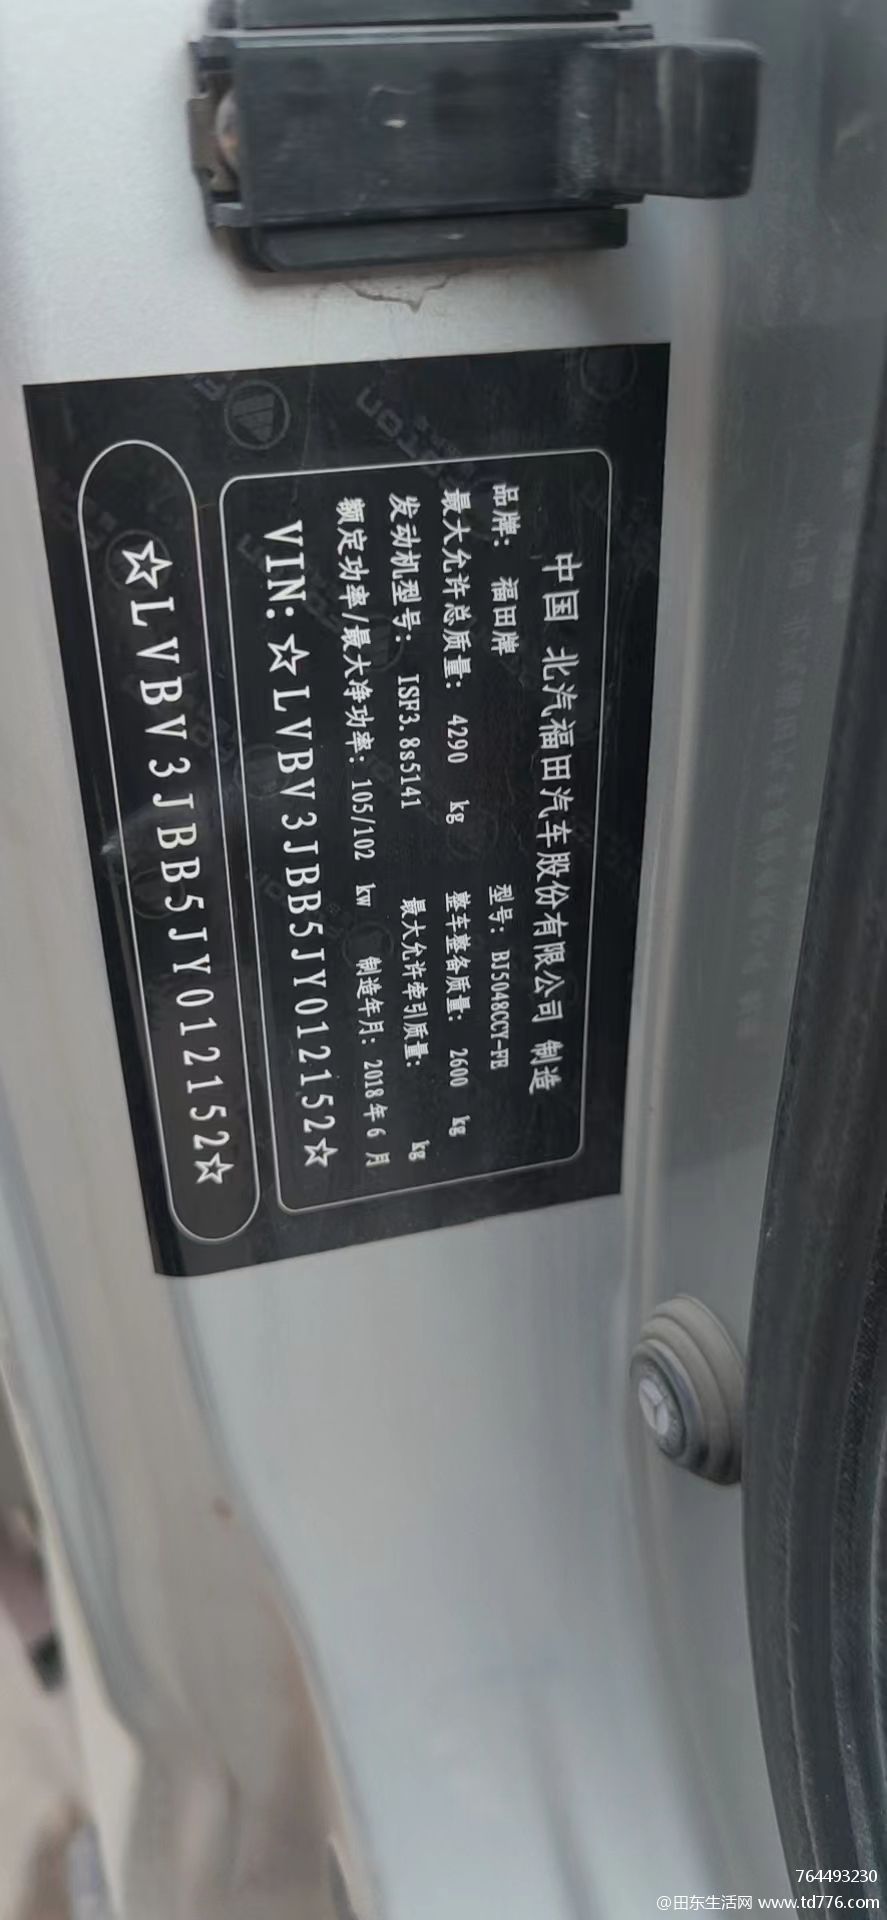 中国 北汽福田汽车股份有限公司 制造
品牌: 福田牌 型号: BJ5048CCY-FE
最大允许总质量: 4290 kg 整车整备质量: 2600 kg
发动机型号: ISF3.8s5141 最大允许牵引质量: kg
额定功率/最大净功率: 105/102 kw 制造年月: 2018年6月
VIN:☆LVBV3JBB5JY012152☆
☆LVBV3JBB5JY012152☆
764493230
@田东生活网 www.td776.com